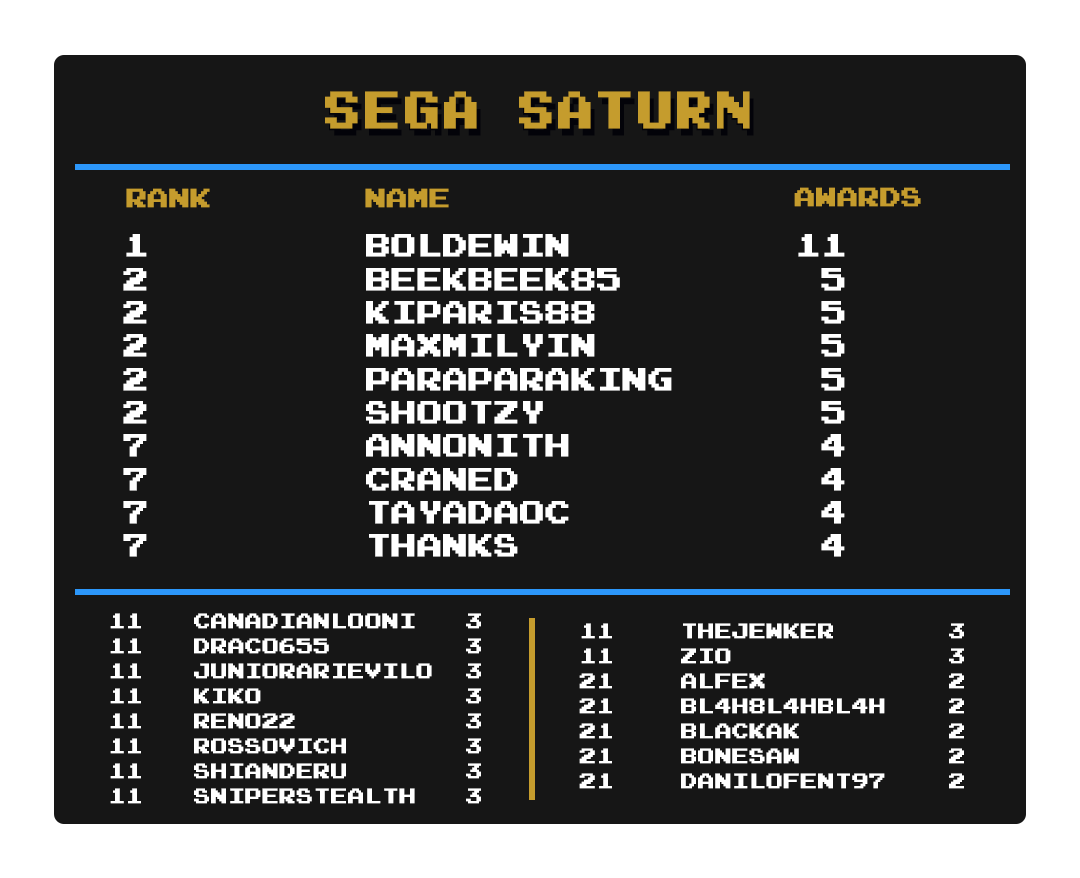 SEGA SATURN
RANK NAME AWARDS
1 BOLDEWIN 11
2 BEEKBEEK85 5
2 KIPARIS88 5
2 MAXMILYIN 5
2 PARAPARAKING 5
2 SHOOTZY 5
7 ANNONITH 4
7 CRANED 4
7 TAYADAOC 4
7 THANKS 4
11 CANADIANLOONI 3
11 DRACO655 3
11 JUNIORARIEVILO 3
11 KIKO 3
11 RENO22 3
11 ROSSOVICH 3
11 SHIANDERU 3
11 SNIPERSTEALTH 3
11 THEJEWKER 3
11 ZIO 3
21 ALFEX 2
21 BL4H8L4HBL4H 2
21 BLACKAK 2
21 BONESAW 2
21 DANILOFENT97 2